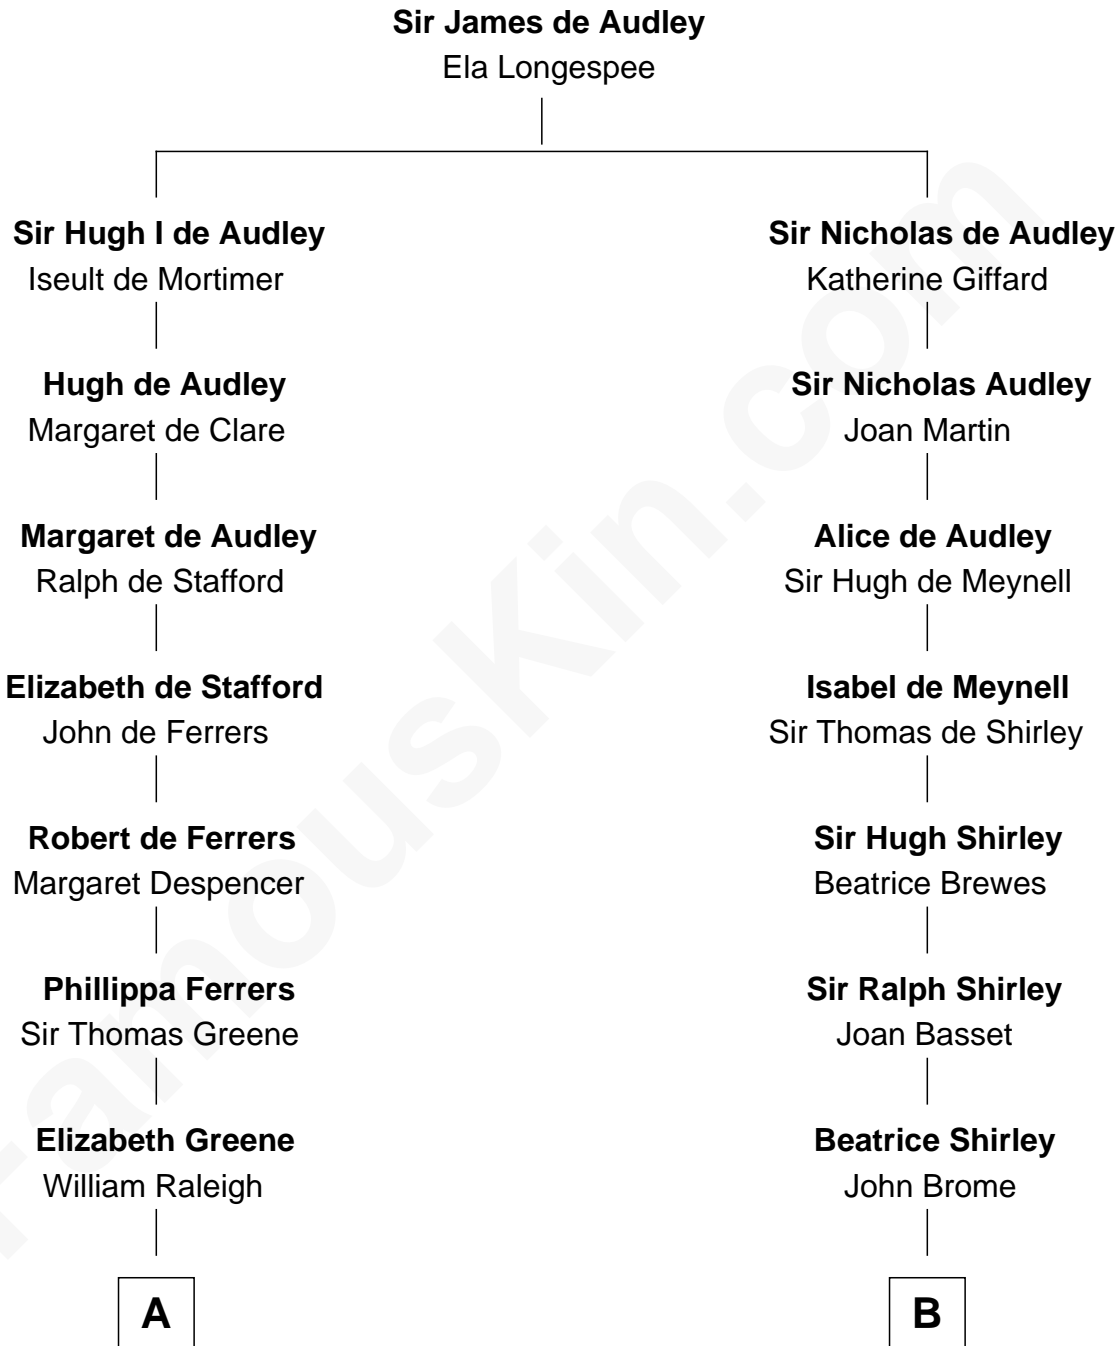 Sir James de Audley
Ela Longespee
Sir Hugh I de Audley
Iseult de Mortimer
Sir Nicholas de Audley
Katherine Giffard
Hugh de Audley
Margaret de Clare
Sir Nicholas Audley
Joan Martin
Margaret de Audley
Ralph de Stafford
Alice de Audley
Sir Hugh de Meynell
Elizabeth de Stafford
John de Ferrers
Isabel de Meynell
Sir Thomas de Shirley
Robert de Ferrers
Margaret Despencer
Sir Hugh Shirley
Beatrice Brewes
Phillippa Ferrers
Sir Thomas Greene
Sir Ralph Shirley
Joan Basset
Elizabeth Greene
William Raleigh
Beatrice Shirley
John Brome
A
B
FamousKin.com